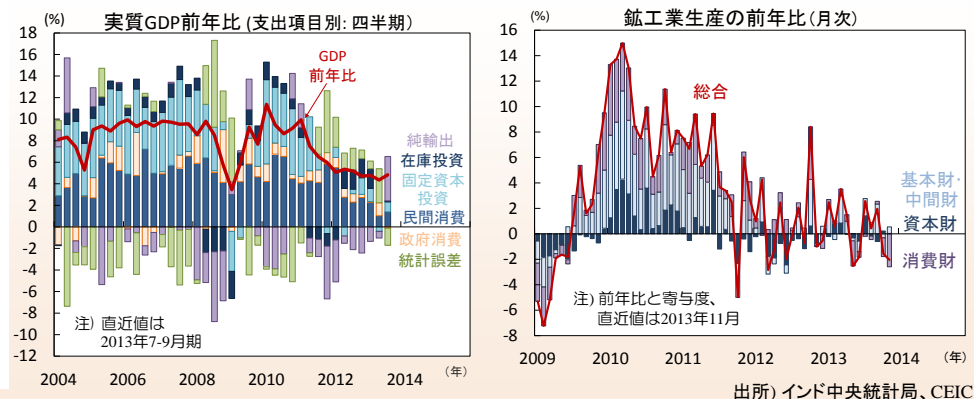 実質GDP前年比 (支出項目別: 四半期)
(%)
18
16
14
12
10
8
6
4
2
0
-2
-4
-6
-8
-10
-12
GDP
前年比
純輸出
在庫投資
固定資本
投資
民間消費
政府消費
統計誤差
注) 直近値は
2013年7-9月期
2004 2006 2008 2010 2012 2014 (年)
鉱工業生産の前年比(月次)
(%)
16
14
12
10
8
6
4
2
0
-2
-4
-6
-8
総合
基本財・
中間財
資本財
消費財
注) 前年比と寄与度、
直近値は2013年11月
2009 2010 2011 2012 2013 2014 (年)
出所) インド中央統計局、CEIC